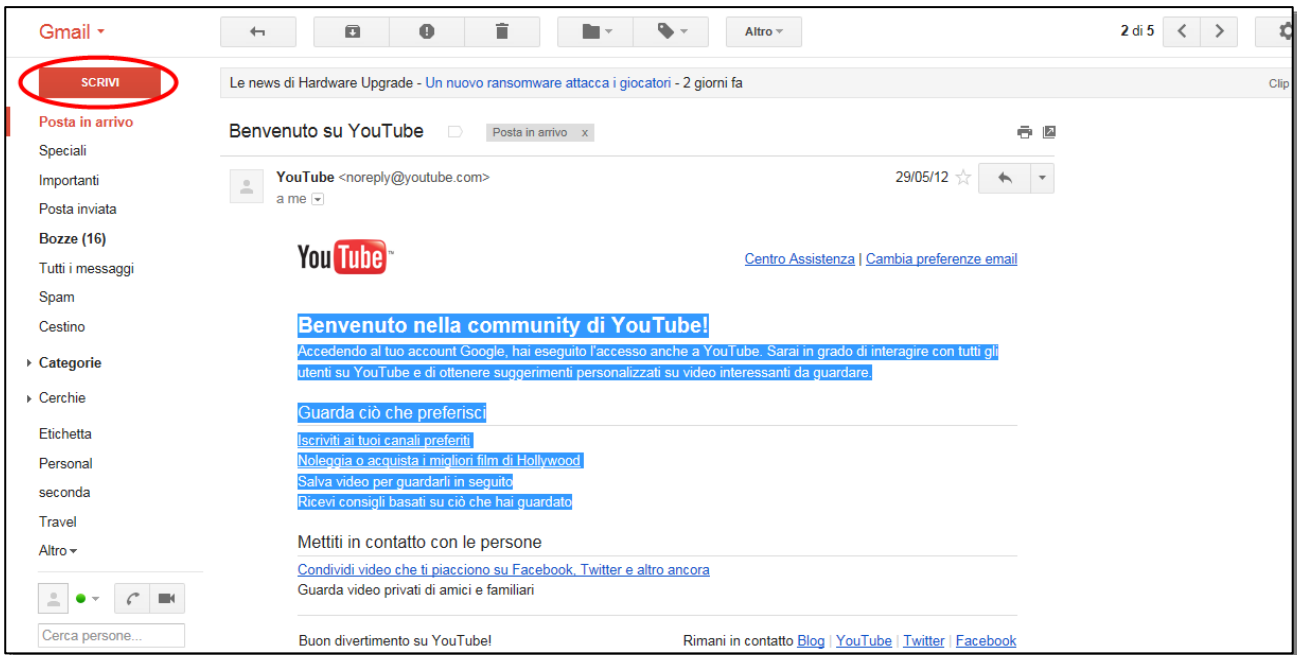 Gmail
Altro
2 di 5
SCRIVI
Le news di Hardware Upgrade - Un nuovo ransomware attacca i giocatori - 2 giorni fa
Clip
Posta in arrivo
Speciali
Importanti
Posta inviata
Bozze (16)
Tutti i messaggi
Spam
Cestino
Categorie
Cerchie
Etichetta
Personal
seconda
Travel
Altro
Cerca persone...
Benvenuto su YouTube
Posta in arrivo x
YouTube <noreply@youtube.com>
29/05/12
a me
YouTube™
Centro Assistenza | Cambia preferenze email
Benvenuto nella community di YouTube!
Accedendo al tuo account Google, hai eseguito l'accesso anche a YouTube. Sarai in grado di interagire con tutti gli
utenti su YouTube e di ottenere suggerimenti personalizzati su video interessanti da guardare.
Guarda ciò che preferisci
Iscriviti ai tuoi canali preferiti
Noleggia o acquista i migliori film di Hollywood
Salva video per guardarli in seguito
Ricevi consigli basati su ciò che hai guardato
Mettiti in contatto con le persone
Condividi video che ti piacciono su Facebook, Twitter e altro ancora
Guarda video privati di amici e familiari
Buon divertimento su YouTube!
Rimani in contatto Blog | YouTube | Twitter | Facebook